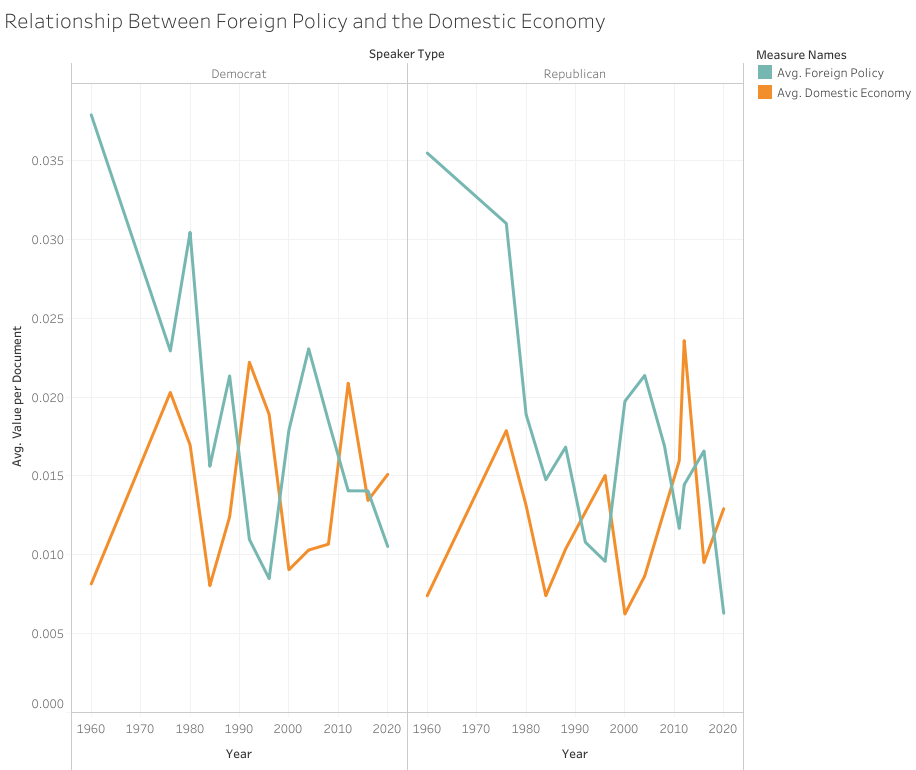 Relationship Between Foreign Policy and the Domestic Economy
Speaker Type
Measure Names
Democrat
Republican
Avg. Foreign Policy
Avg. Domestic Economy
Avg. Value per Document
0.035
0.030
0.025
0.020
0.015
0.010
0.005
0.000
1960 1970 1980 1990 2000 2010 2020 1960 1970 1980 1990 2000 2010 2020
Year Year